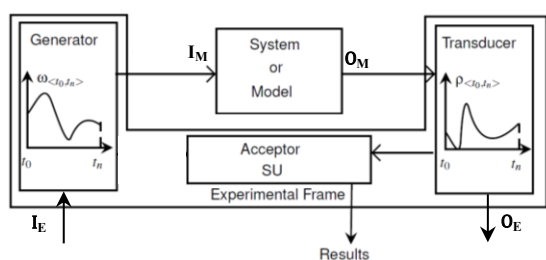 Generator
I_M
System
or
Model
O_M
Transducer
ω<t₀,tₙ>
ρ<t₀,tₙ>
t₀
tₙ
Acceptor
SU
t₀
tₙ
Experimental Frame
I_E
O_E
Results